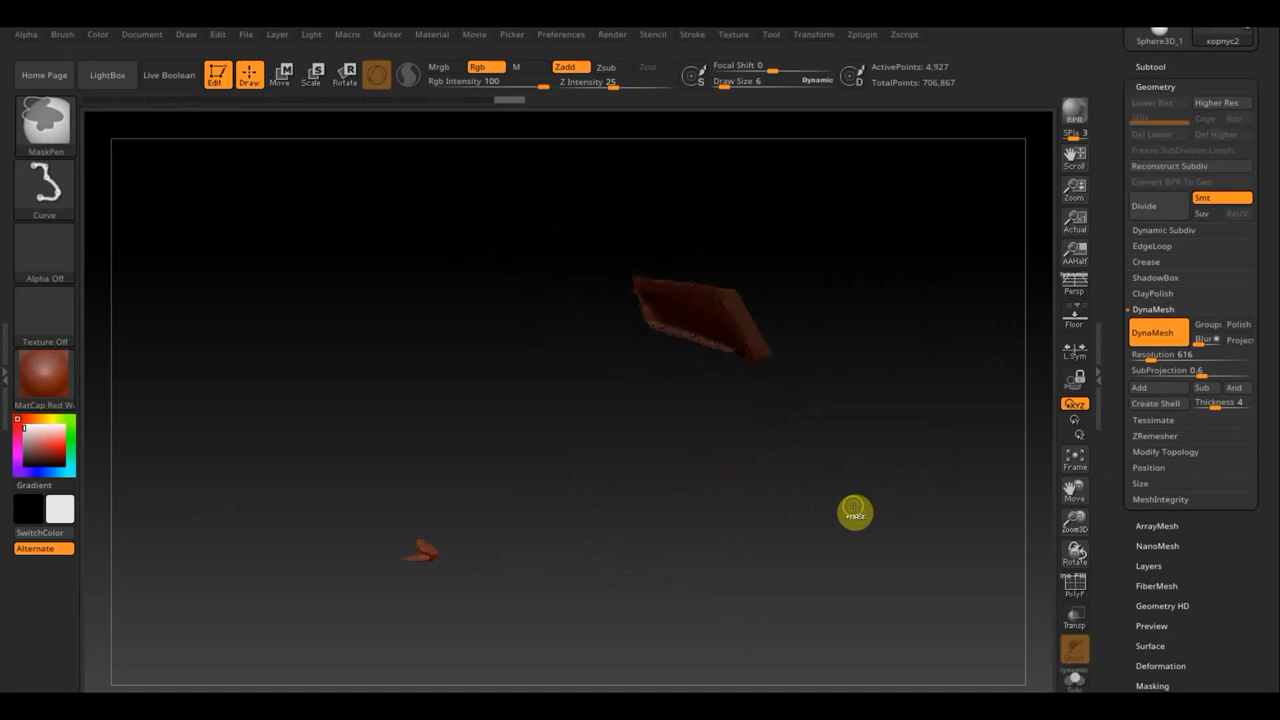 Alpha Brush Color Document Draw Edit File Layer Light Macro Marker Material Movie Picker Preferences Render Stencil Stroke Texture Tool Transform Zplugin Zscript
Home Page
LightBox
Live Boolean
Edit
Draw
Move
Scale
Rotate
Mrgb Rgb M Zadd Zsub Zcut
Rgb Intensity 100
Z Intensity 25
S
Focal Shift 0
Draw Size 6 Dynamic
D
ActivePoints: 4,927
TotalPoints: 706,867
MaskPen
Curve
Alpha Off
Texture Off
MatCap Red W
Gradient
SwitchColor
Alternate
+MASK
BPR
SPix 3
Scroll
Zoom
Actual
AAHalf
Persp
Floor
L.Sym
XYZ
Y
Z
Frame
Move
Zoom3D
Rotate
PolyF
Transp
Ghost
Solo
Sphere3D_1 корпус2
Subtool
Geometry
Lower Res Higher Res
SDiv Cage Rstr
Del Lower Del Higher
Freeze SubDivision Levels
Reconstruct Subdiv
Convert BPR To Geo
Divide Smt
Suv ReUV
Dynamic Subdiv
EdgeLoop
Crease
ShadowBox
ClayPolish
DynaMesh
DynaMesh Groups Polish
Blur Project
Resolution 616
SubProjection 0.6
Add Sub And
Create Shell Thickness 4
Tessimate
ZRemesher
Modify Topology
Position
Size
MeshIntegrity
ArrayMesh
NanoMesh
Layers
FiberMesh
Geometry HD
Preview
Surface
Deformation
Masking